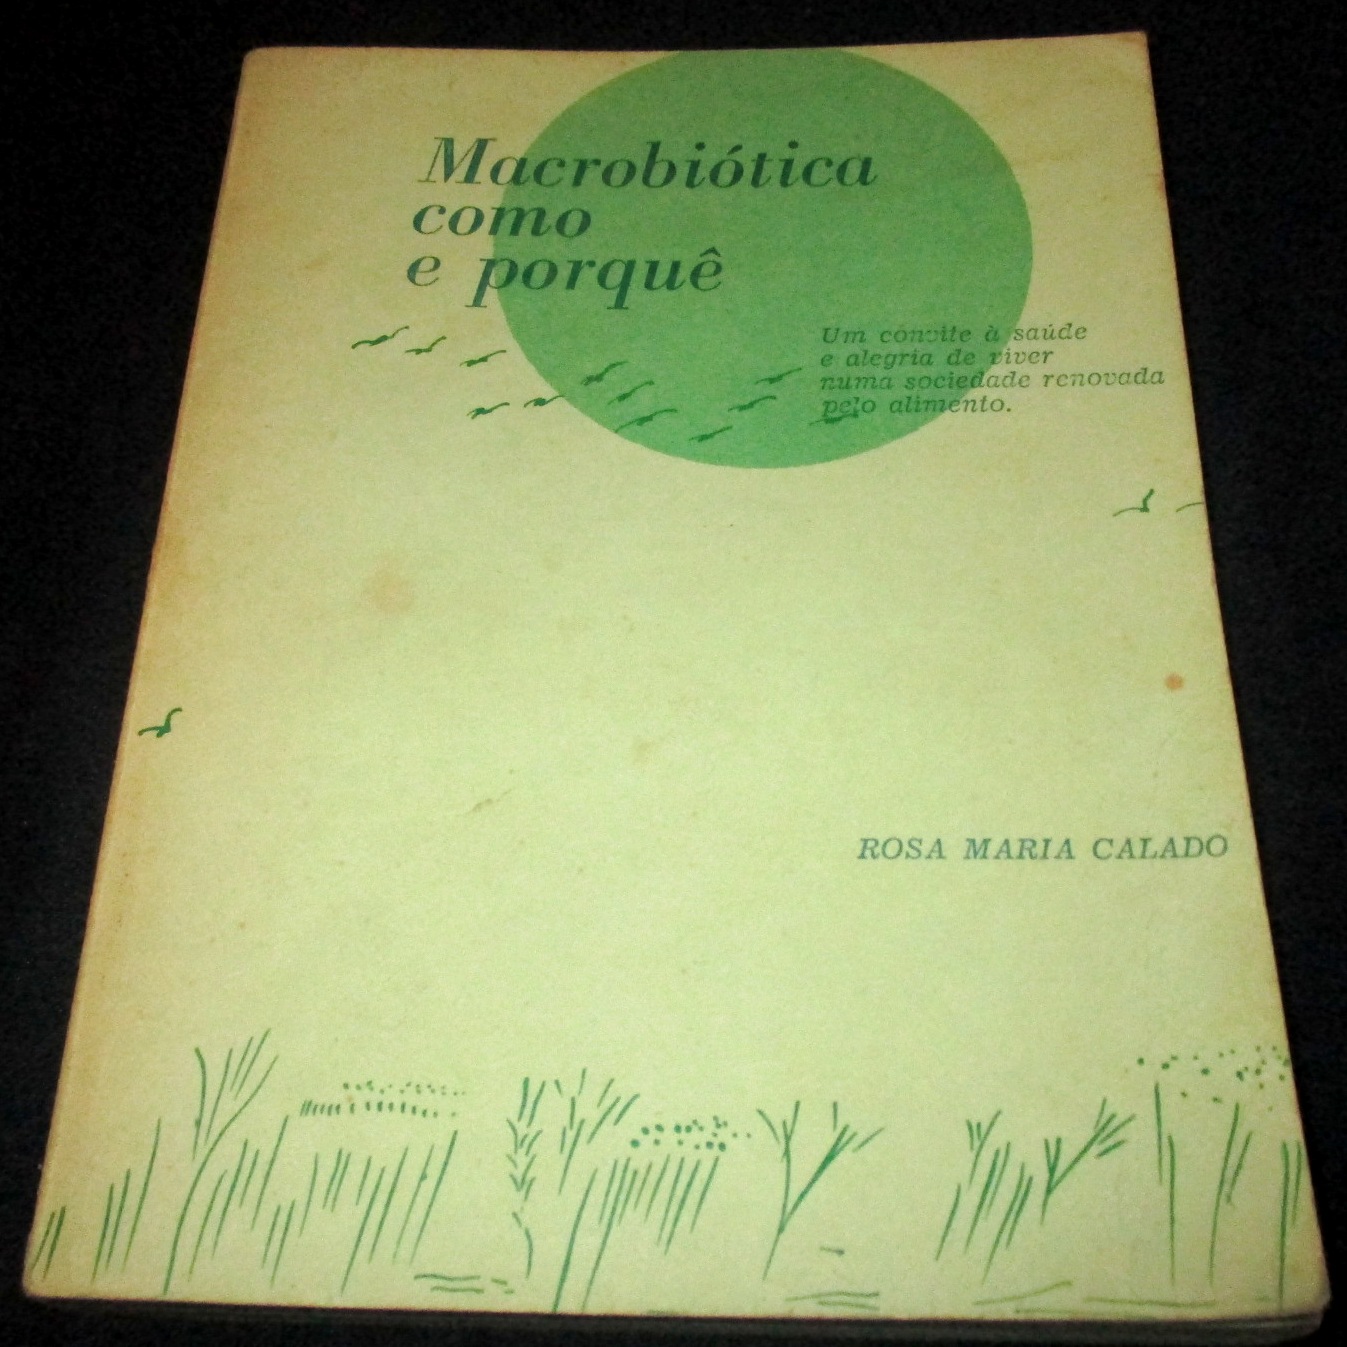 Macrobiótica
como
e porquê
Um convite à saúde
e alegria de viver
numa sociedade renovada
pelo alimento.
ROSA MARIA CALADO